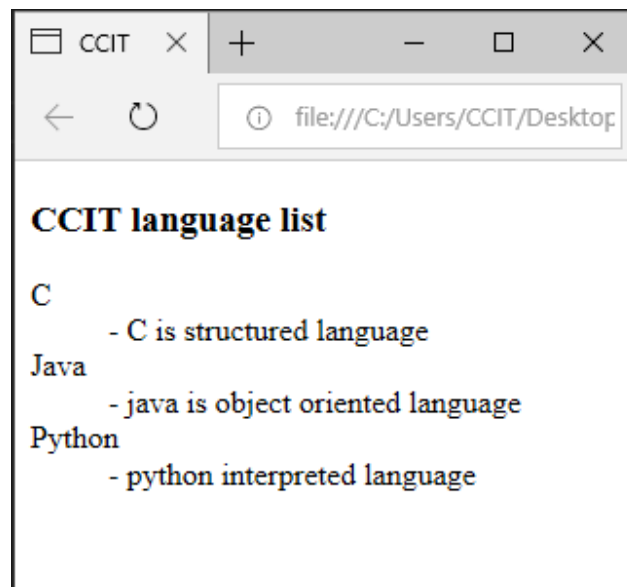 CCIT
file:///C:/Users/CCIT/Desktop
CCIT language list
C
- C is structured language
Java
- java is object oriented language
Python
- python interpreted language